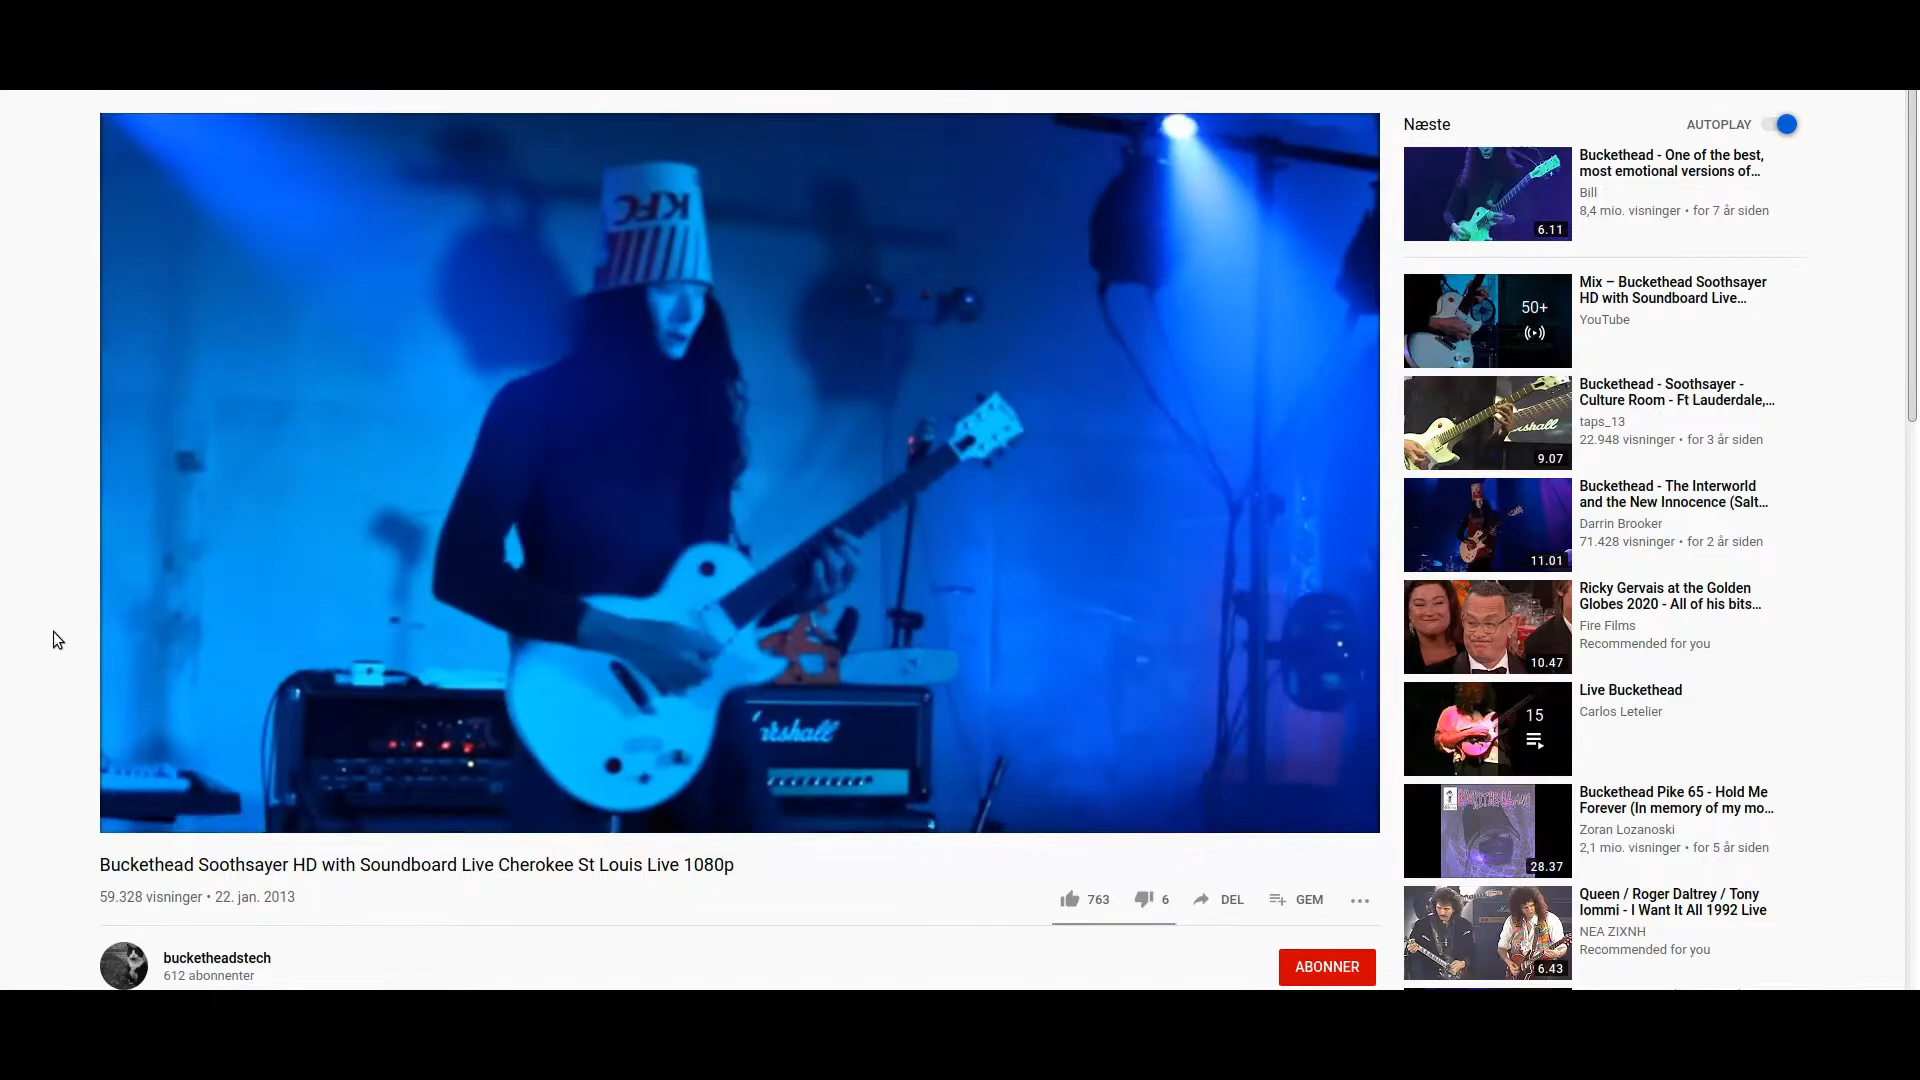 KFC
Marshall
Buckethead Soothsayer HD with Soundboard Live Cherokee St Louis Live 1080p
59.328 visninger • 22. jan. 2013
763
6
DEL
GEM
bucketheadstech
612 abonnenter
ABONNER
Næste
AUTOPLAY
6.11
Buckethead - One of the best,
most emotional versions of...
Bill
8,4 mio. visninger • for 7 år siden
50+
Mix – Buckethead Soothsayer
HD with Soundboard Live...
YouTube
9.07
Buckethead - Soothsayer -
Culture Room - Ft Lauderdale,...
taps_13
22.948 visninger • for 3 år siden
11.01
Buckethead - The Interworld
and the New Innocence (Salt...
Darrin Brooker
71.428 visninger • for 2 år siden
10.47
Ricky Gervais at the Golden
Globes 2020 - All of his bits...
Fire Films
Recommended for you
15
Live Buckethead
Carlos Letelier
28.37
Buckethead Pike 65 - Hold Me
Forever (In memory of my mo...
Zoran Lozanoski
2,1 mio. visninger • for 5 år siden
6.43
Queen / Roger Daltrey / Tony
Iommi - I Want It All 1992 Live
NEA ZIXNH
Recommended for you